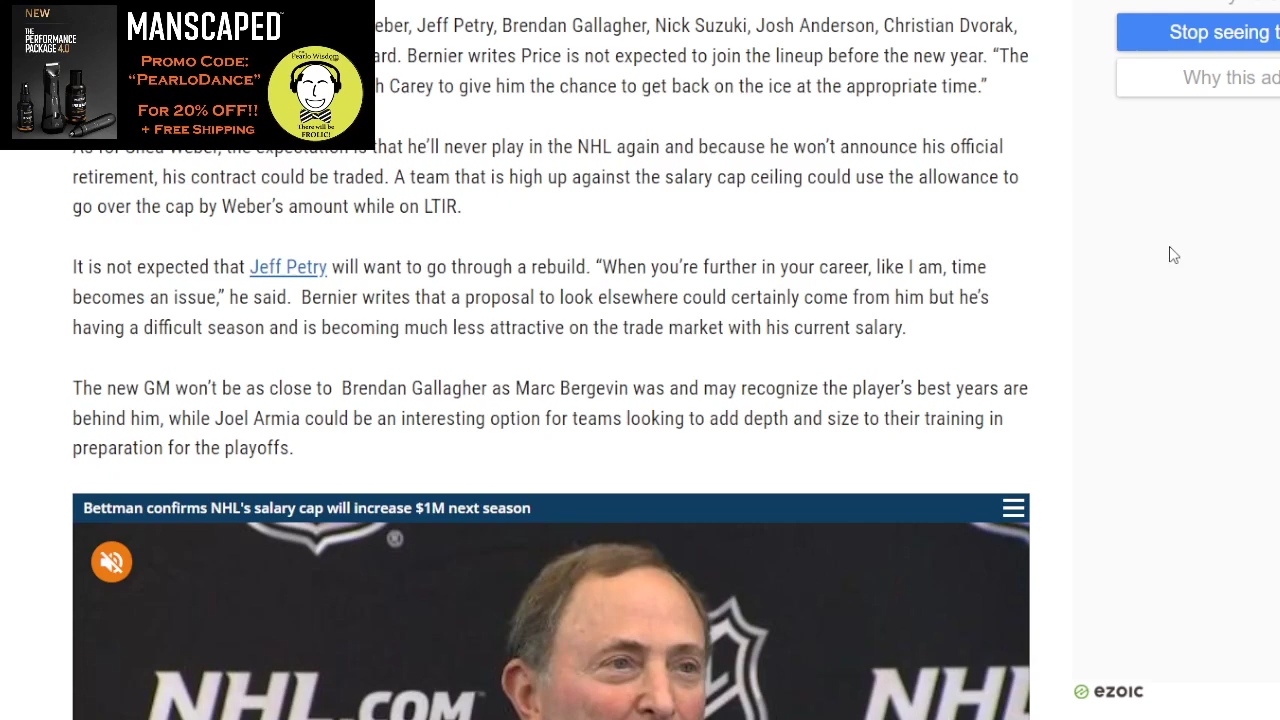 NEW
THE
PERFORMANCE
PACKAGE 4.0
MANSCAPED™
PROMO CODE:
"PEARLODANCE"
FOR 20% OFF!!
+ FREE SHIPPING
Pearlo Wisdom
There will be
FROLIC!
eber, Jeff Petry, Brendan Gallagher, Nick Suzuki, Josh Anderson, Christian Dvorak,
ard. Bernier writes Price is not expected to join the lineup before the new year. “The
h Carey to give him the chance to get back on the ice at the appropriate time.”
As for Shea Weber, the expectation is that he’ll never play in the NHL again and because he won’t announce his official
retirement, his contract could be traded. A team that is high up against the salary cap ceiling could use the allowance to
go over the cap by Weber’s amount while on LTIR.
It is not expected that Jeff Petry will want to go through a rebuild. “When you’re further in your career, like I am, time
becomes an issue,” he said. Bernier writes that a proposal to look elsewhere could certainly come from him but he’s
having a difficult season and is becoming much less attractive on the trade market with his current salary.
The new GM won’t be as close to Brendan Gallagher as Marc Bergevin was and may recognize the player’s best years are
behind him, while Joel Armia could be an interesting option for teams looking to add depth and size to their training in
preparation for the playoffs.
Bettman confirms NHL's salary cap will increase $1M next season
NHL.COM
NHL
Stop seeing t
Why this ad
ezoic